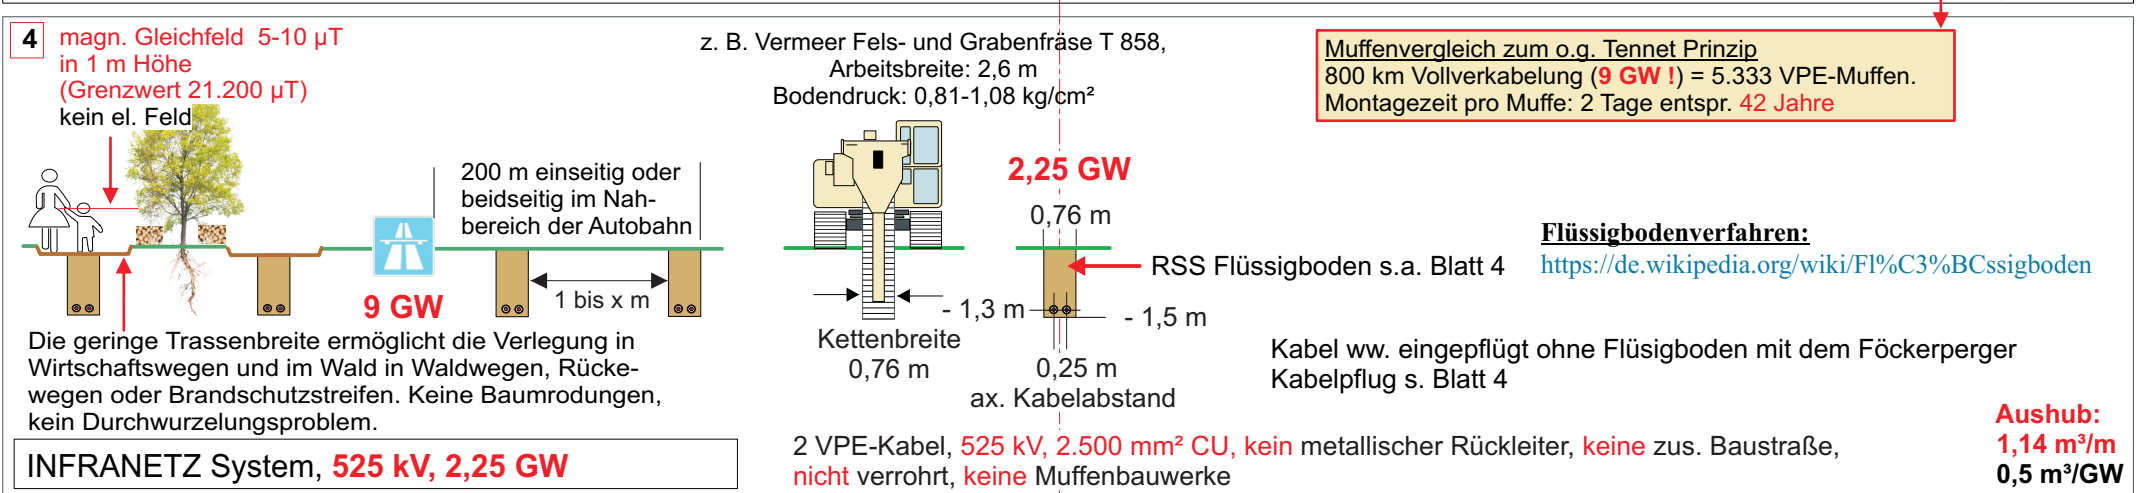 4
magn. Gleichfeld 5-10 µT
in 1 m Höhe
(Grenzwert 21.200 µT)
kein el. Feld
200 m einseitig oder
beidseitig im Nah-
bereich der Autobahn
9 GW
1 bis x m
Die geringe Trassenbreite ermöglicht die Verlegung in
Wirtschaftswegen und im Wald in Waldwegen, Rücke-
wegen oder Brandschutzstreifen. Keine Baumrodungen,
kein Durchwurzelungsproblem.
INFRANETZ System, 525 kV, 2,25 GW
z. B. Vermeer Fels- und Grabenfräse T 858,
Arbeitsbreite: 2,6 m
Bodendruck: 0,81-1,08 kg/cm²
2,25 GW
0,76 m
RSS Flüssigboden s.a. Blatt 4
- 1,3 m
- 1,5 m
Kettenbreite
0,76 m
0,25 m
ax. Kabelabstand
Muffenvergleich zum o.g. Tennet Prinzip
800 km Vollverkabelung (9 GW !) = 5.333 VPE-Muffen.
Montagezeit pro Muffe: 2 Tage entspr. 42 Jahre
Flüssigbodenverfahren:
https://de.wikipedia.org/wiki/Fl%C3%BCssigboden
Kabel ww. eingepflügt ohne Flüsigboden mit dem Föckerperger
Kabelpflug s. Blatt 4
2 VPE-Kabel, 525 kV, 2.500 mm² CU, kein metallischer Rückleiter, keine zus. Baustraße,
nicht verrohrt, keine Muffenbauwerke
Aushub:
1,14 m³/m
0,5 m³/GW